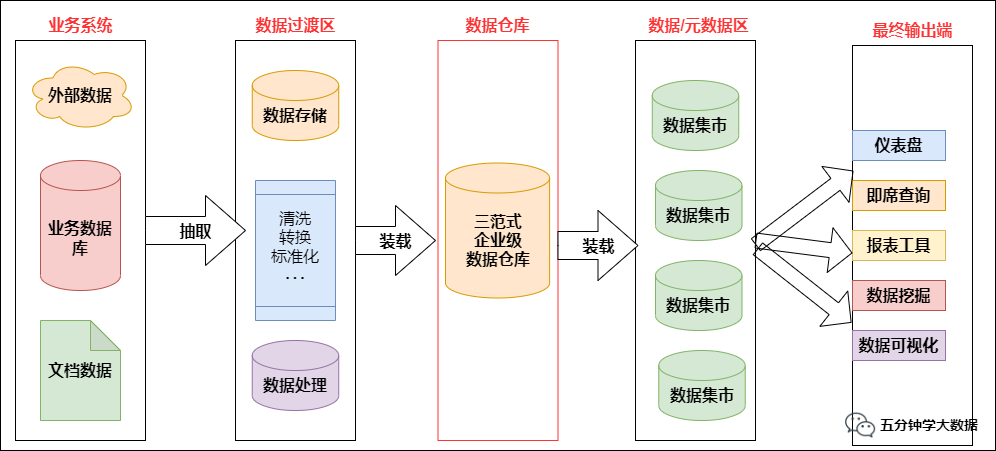 业务系统
外部数据
业务数据
库
文档数据
抽取
数据过渡区
数据存储
清洗
转换
标准化
...
数据处理
装载
数据仓库
三范式
企业级
数据仓库
装载
数据/元数据区
数据集市
数据集市
数据集市
数据集市
最终输出端
仪表盘
即席查询
报表工具
数据挖掘
数据可视化
五分钟学大数据